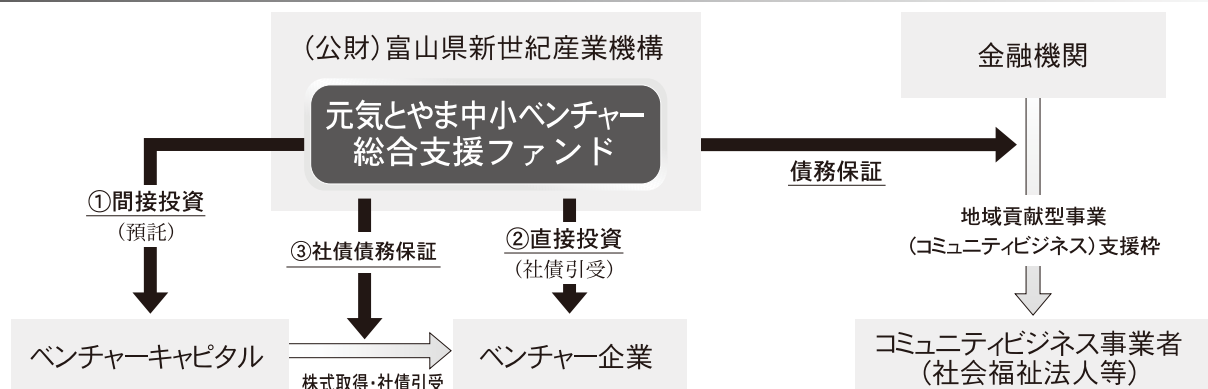 (公財)富山県新世紀産業機構
元気とやま中小ベンチャー
総合支援ファンド
金融機関
債務保証
①間接投資
(預託)
③社債債務保証
②直接投資
(社債引受)
地域貢献型事業
(コミュニティビジネス)支援枠
ベンチャーキャピタル
株式取得・社債引受
ベンチャー企業
コミュニティビジネス事業者
(社会福祉法人等)